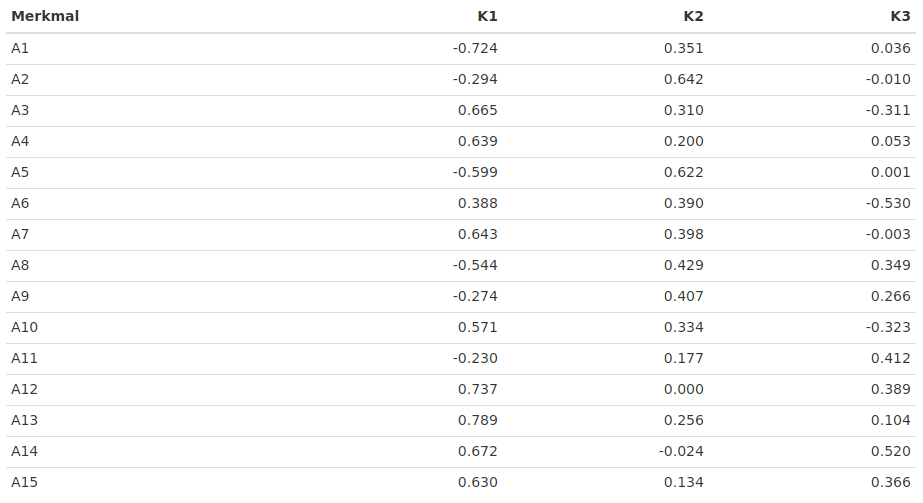 Merkmal K1 K2 K3
A1 -0.724 0.351 0.036
A2 -0.294 0.642 -0.010
A3 0.665 0.310 -0.311
A4 0.639 0.200 0.053
A5 -0.599 0.622 0.001
A6 0.388 0.390 -0.530
A7 0.643 0.398 -0.003
A8 -0.544 0.429 0.349
A9 -0.274 0.407 0.266
A10 0.571 0.334 -0.323
A11 -0.230 0.177 0.412
A12 0.737 0.000 0.389
A13 0.789 0.256 0.104
A14 0.672 -0.024 0.520
A15 0.630 0.134 0.366